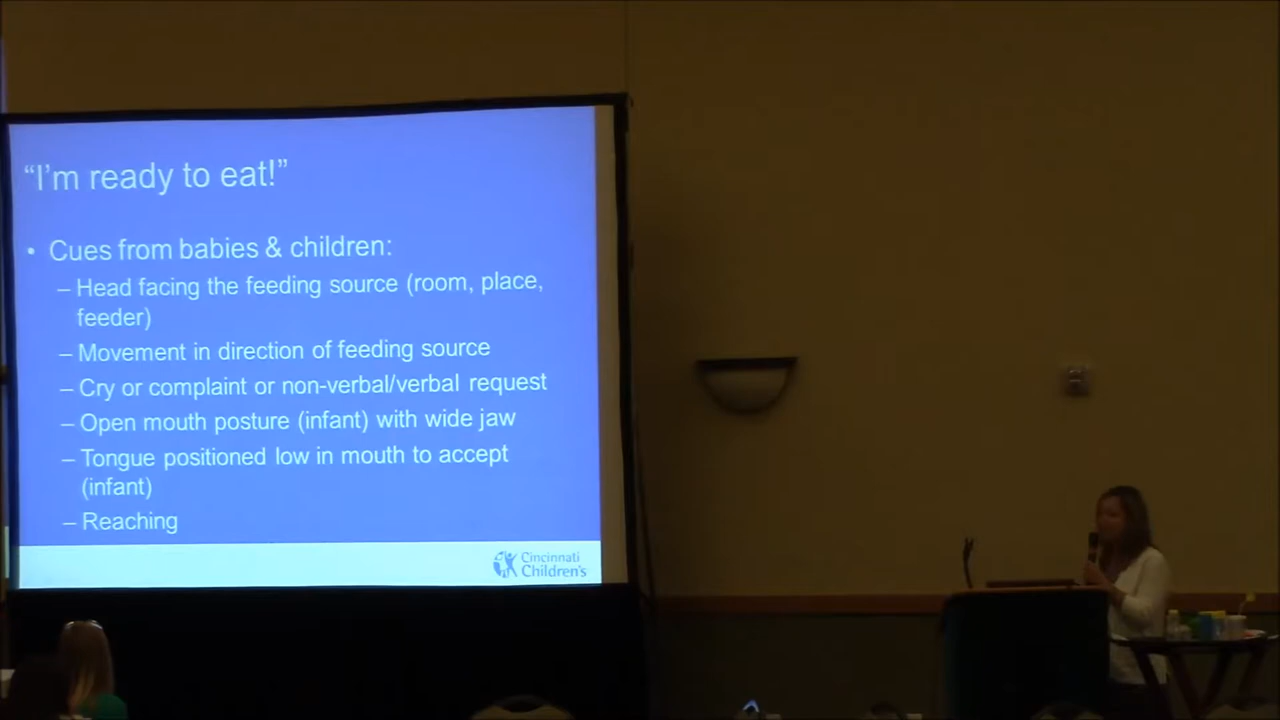 “I'm ready to eat!”
• Cues from babies & children:
– Head facing the feeding source (room, place,
feeder)
– Movement in direction of feeding source
– Cry or complaint or non-verbal/verbal request
– Open mouth posture (infant) with wide jaw
– Tongue positioned low in mouth to accept
(infant)
– Reaching
Cincinnati
Children's